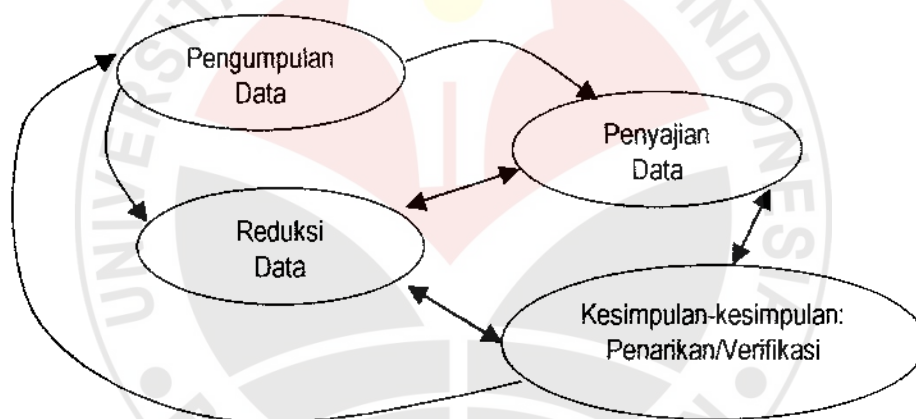 Pengumpulan
Data
Penyajian
Data
Reduksi
Data
Kesimpulan-kesimpulan:
Penarikan/Verifikasi